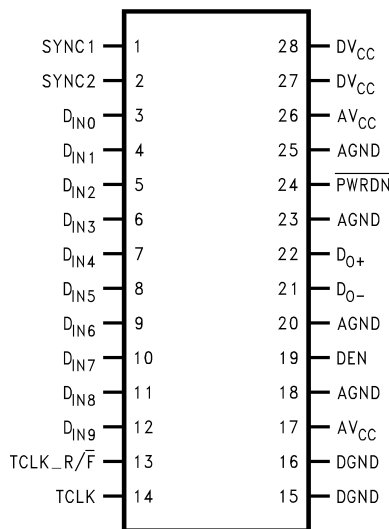 SYNC1 1 28 DVCC
SYNC2 2 27 DVCC
DIN0 3 26 AVCC
DIN1 4 25 AGND
DIN2 5 24 PWRDN
DIN3 6 23 AGND
DIN4 7 22 DO+
DIN5 8 21 DO−
DIN6 9 20 AGND
DIN7 10 19 DEN
DIN8 11 18 AGND
DIN9 12 17 AVCC
TCLK_R/F̅ 13 16 DGND
TCLK 14 15 DGND